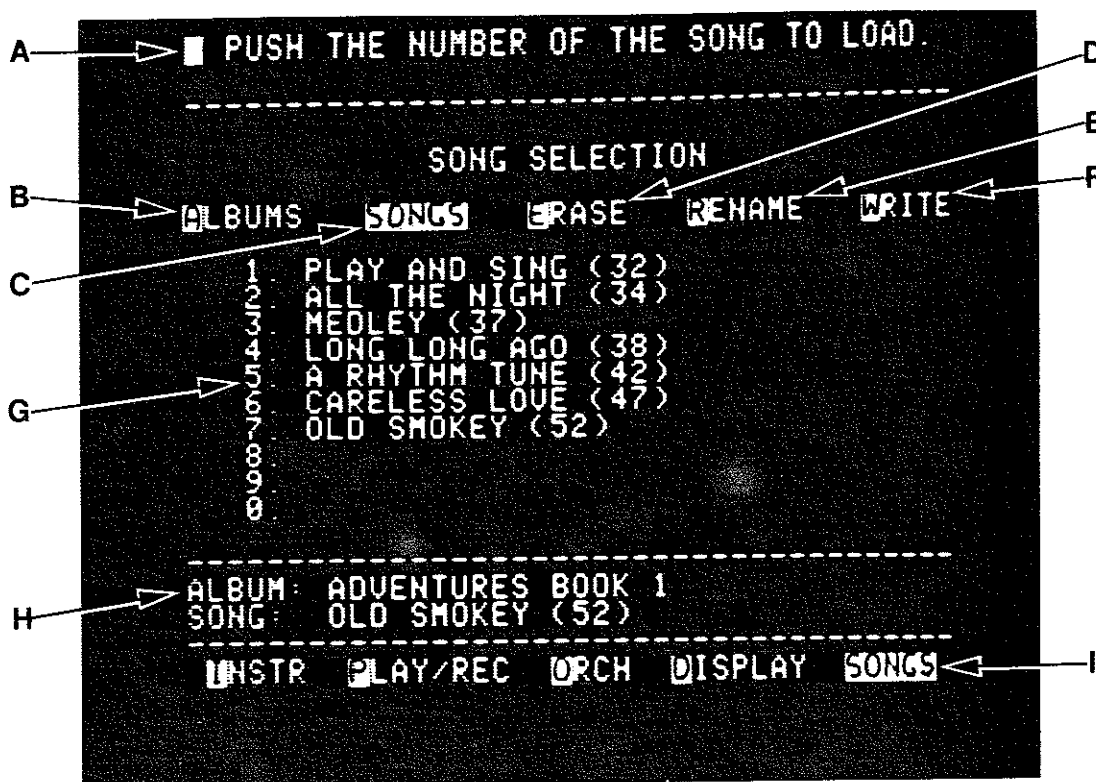 A
PUSH THE NUMBER OF THE SONG TO LOAD.
D
SONG SELECTION
E
B
F
ALBUMS SONGS ERASE RENAME WRITE
C
1. PLAY AND SING (32)
2. ALL THE NIGHT (34)
3. MEDLEY (37)
4. LONG LONG AGO (38)
5. A RHYTHM TUNE (42)
G
6. CARELESS LOVE (47)
7. OLD SMOKEY (52)
8.
9.
0.
ALBUM: ADVENTURES BOOK 1
H
SONG: OLD SMOKEY (52)
INSTR PLAY/REC ORCH DISPLAY SONGS